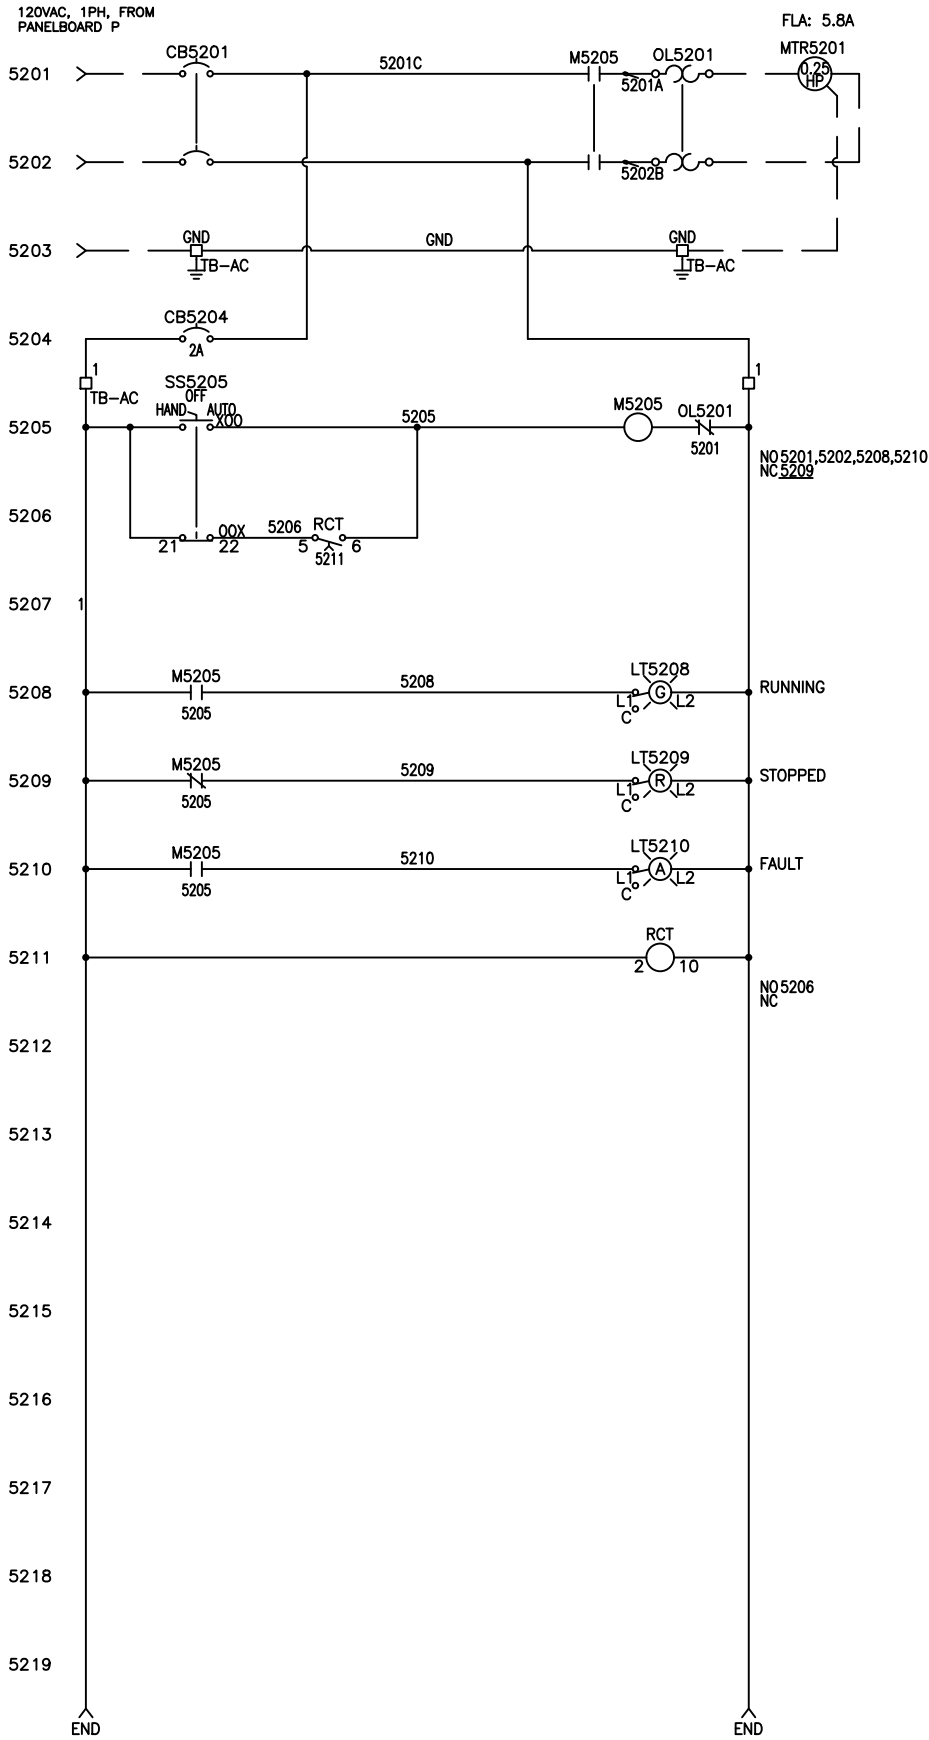 120VAC, 1PH, FROM
PANELBOARD P
FLA: 5.8A
MTR5201
CB5201
5201C
M5205
OL5201
5201
5201A
0.25
HP
5202
5202B
GND
GND
GND
5203
TB-AC
TB-AC
CB5204
5204
2A
1
1
TB-AC
SS5205
OFF
HAND
AUTO
XOO
5205
5205
M5205
OL5201
5201
NO 5201,5202,5208,5210
NC 5209
5206
OOX
5206
RCT
21
22
5
6
5211
5207
1
M5205
5208
5208
5205
LT5208
G
L1
L2
C
RUNNING
M5205
5209
5209
5205
LT5209
R
L1
L2
C
STOPPED
M5205
5210
5210
5205
LT5210
A
L1
L2
C
FAULT
5211
RCT
2
10
NO 5206
NC
5212
5213
5214
5215
5216
5217
5218
5219
END
END